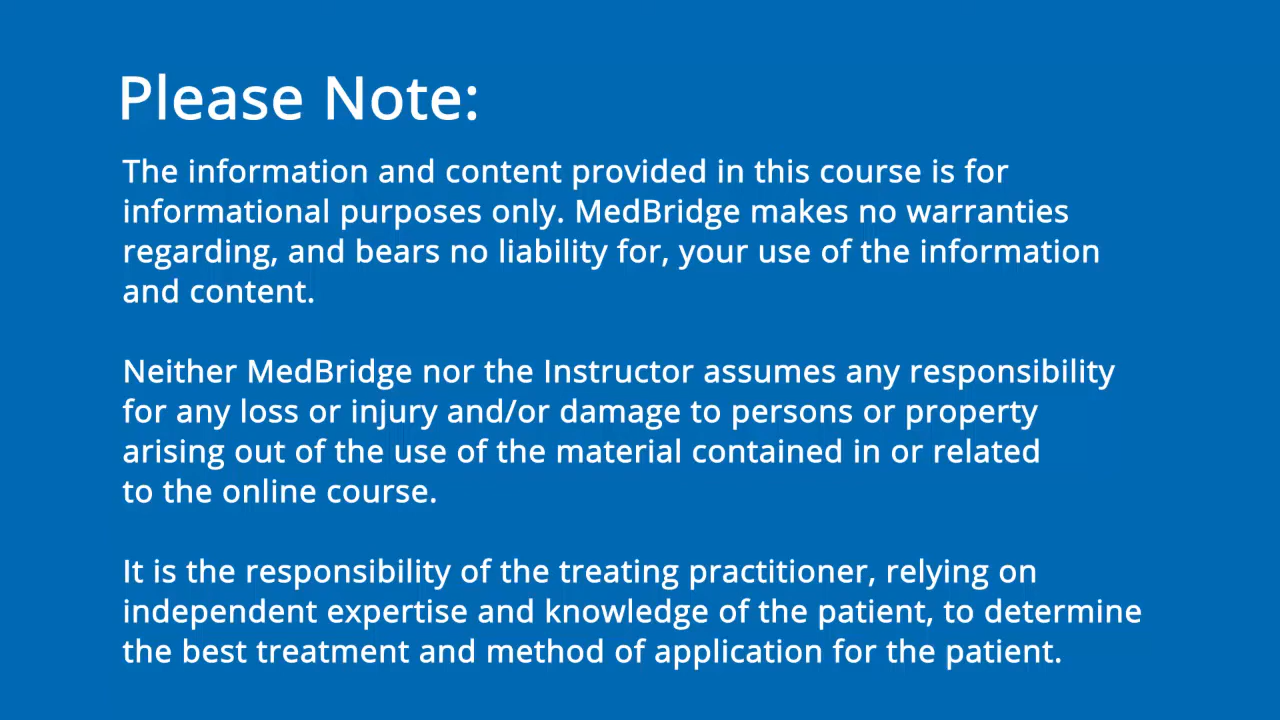 Please Note:
The information and content provided in this course is for
informational purposes only. MedBridge makes no warranties
regarding, and bears no liability for, your use of the information
and content.
Neither MedBridge nor the Instructor assumes any responsibility
for any loss or injury and/or damage to persons or property
arising out of the use of the material contained in or related
to the online course.
It is the responsibility of the treating practitioner, relying on
independent expertise and knowledge of the patient, to determine
the best treatment and method of application for the patient.